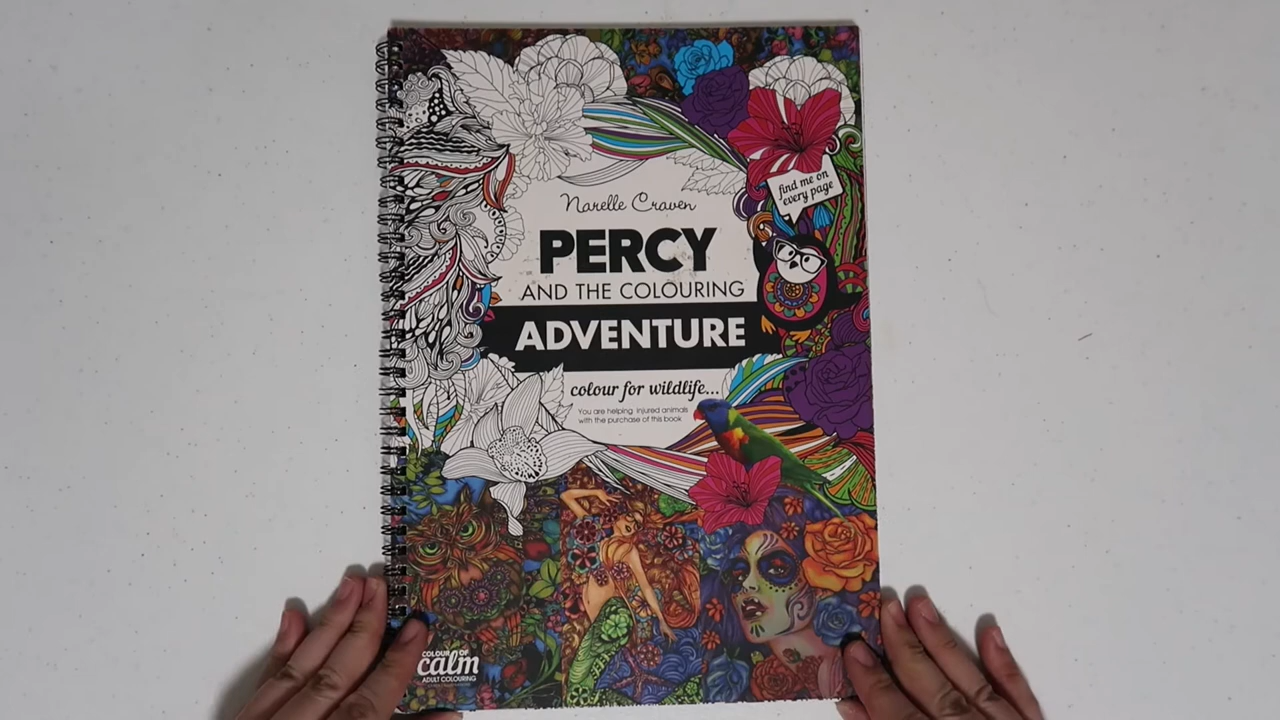 find me on
every page
Narelle Craven
PERCY
AND THE COLOURING
ADVENTURE
colour for wildlife...
You are helping injured animals
with the purchase of this book
COLOUR OF
calm
ADULT COLOURING